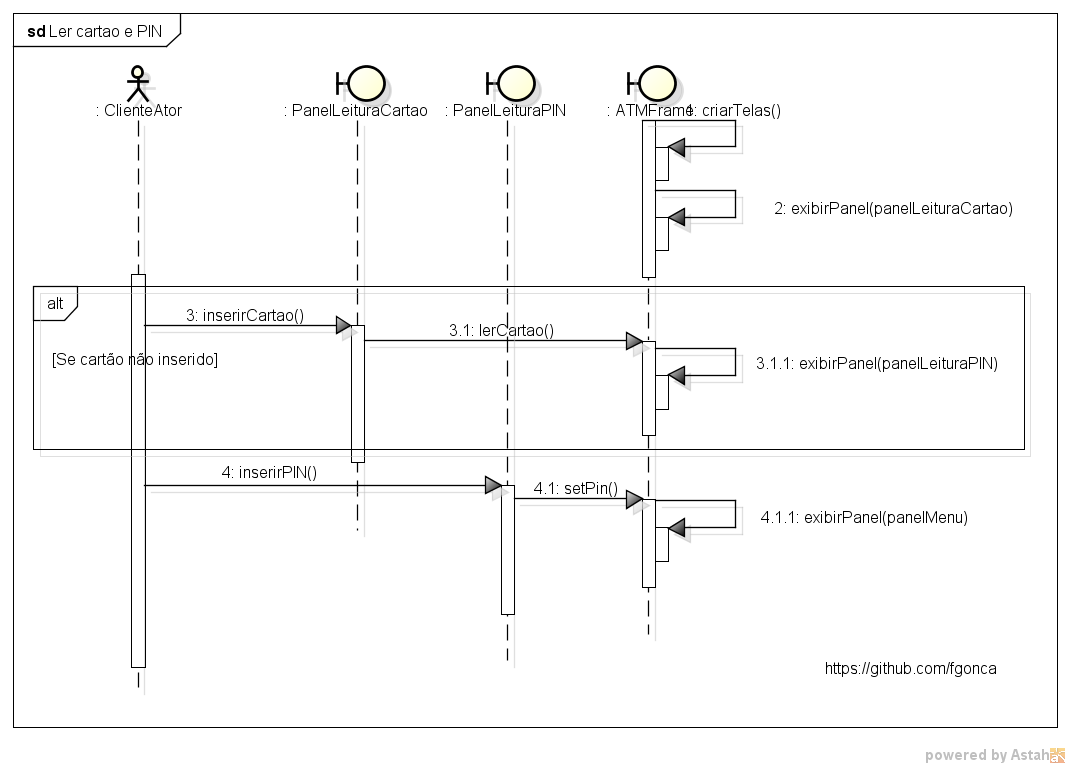 sd Ler cartao e PIN
: ClienteAtor
: PanelLeituraCartao
: PanelLeituraPIN
: ATMFrame
1: criarTelas()
2: exibirPanel(panelLeituraCartao)
alt
3: inserirCartao()
3.1: lerCartao()
[Se cartão não inserido]
3.1.1: exibirPanel(panelLeituraPIN)
4: inserirPIN()
4.1: setPin()
4.1.1: exibirPanel(panelMenu)
https://github.com/fgonca
powered by Astah